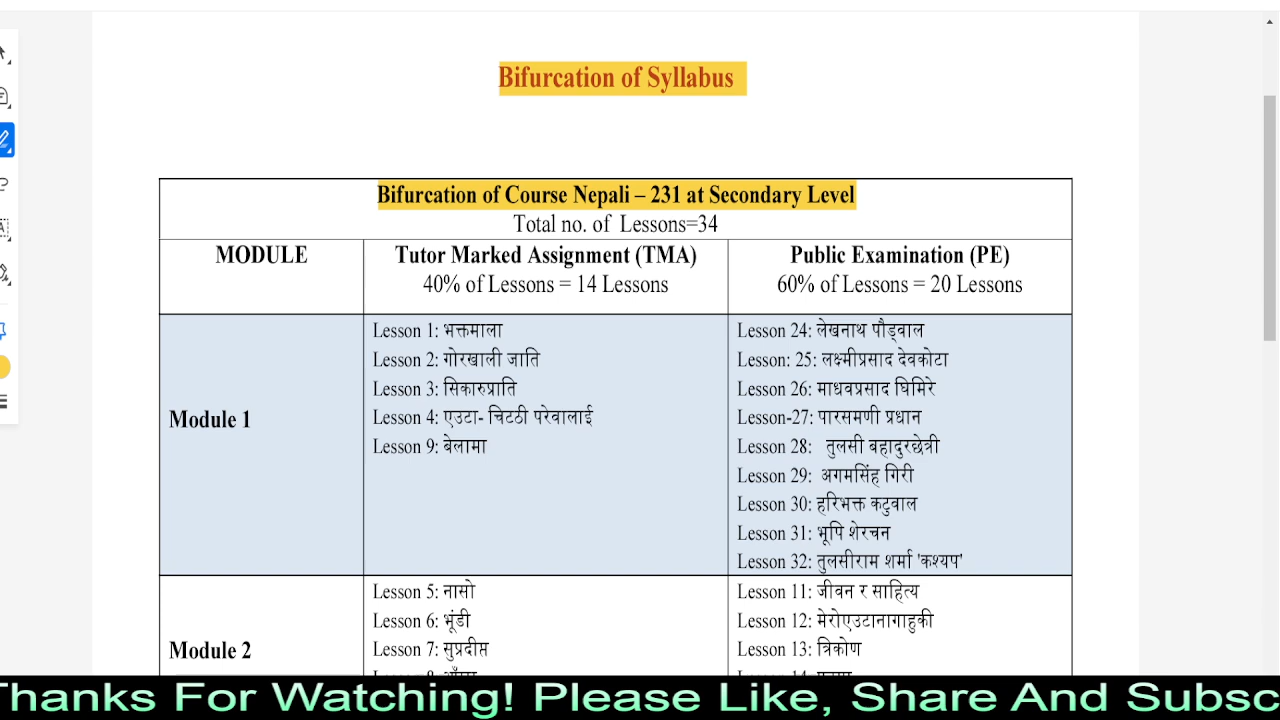 Bifurcation of Syllabus
Bifurcation of Course Nepali – 231 at Secondary Level
Total no. of Lessons=34
MODULE
Tutor Marked Assignment (TMA)
40% of Lessons = 14 Lessons
Public Examination (PE)
60% of Lessons = 20 Lessons
Module 1
Lesson 1: भक्तमाला
Lesson 2: गोरखाली जाति
Lesson 3: सिकारुप्राति
Lesson 4: एउटा- चिटठी परेवालाई
Lesson 9: बेलामा
Lesson 24: लेखनाथ पौड्वाल
Lesson: 25: लक्ष्मीप्रसाद देवकोटा
Lesson 26: माधवप्रसाद घिमिरे
Lesson-27: पारसमणी प्रधान
Lesson 28: तुलसी बहादुरछेत्री
Lesson 29: अगमसिंह गिरी
Lesson 30: हरिभक्त कटुवाल
Lesson 31: भूपि शेरचन
Lesson 32: तुलसीराम शर्मा 'कश्यप'
Module 2
Lesson 5: नासो
Lesson 6: भूंडी
Lesson 7: सुप्रदीप्त
Lesson 11: जीवन र साहित्य
Lesson 12: मेरोएउटानागाहुकी
Lesson 13: त्रिकोण
Thanks For Watching! Please Like, Share And Subsc